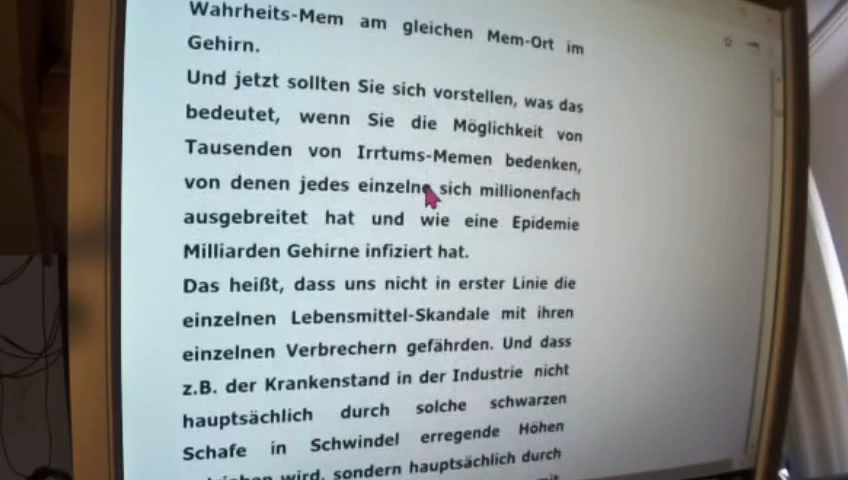 Wahrheits-Mem am gleichen Mem-Ort im
Gehirn.
Und jetzt sollten Sie sich vorstellen, was das
bedeutet, wenn Sie die Möglichkeit von
Tausenden von Irrtums-Memen bedenken,
von denen jedes einzelne sich millionenfach
ausgebreitet hat und wie eine Epidemie
Milliarden Gehirne infiziert hat.
Das heißt, dass uns nicht in erster Linie die
einzelnen Lebensmittel-Skandale mit ihren
einzelnen Verbrechern gefährden. Und dass
z.B. der Krankenstand in der Industrie nicht
hauptsächlich durch solche schwarzen
Schafe in Schwindel erregende Höhen
wird, sondern hauptsächlich durch